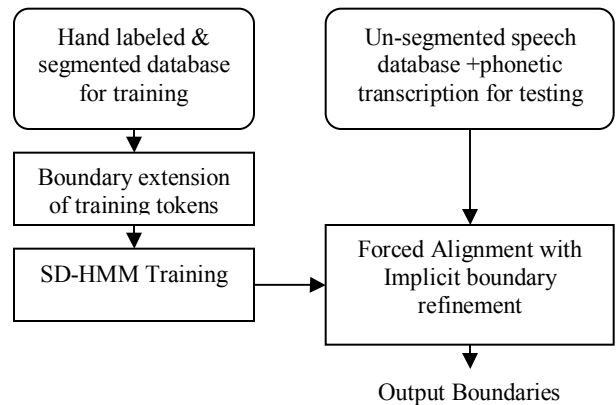 Hand labeled &
segmented database
for training
Un-segmented speech
database +phonetic
transcription for testing
Boundary extension
of training tokens
SD-HMM Training
Forced Alignment with
Implicit boundary
refinement
Output Boundaries